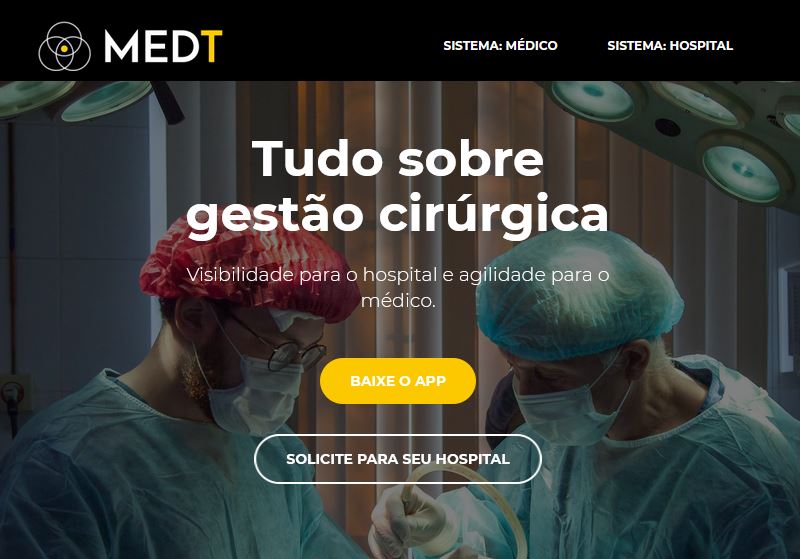 MEDT
SISTEMA: MÉDICO
SISTEMA: HOSPITAL
Tudo sobre
gestão cirúrgica
Visibilidade para o hospital e agilidade para o
médico.
BAIXE O APP
SOLICITE PARA SEU HOSPITAL